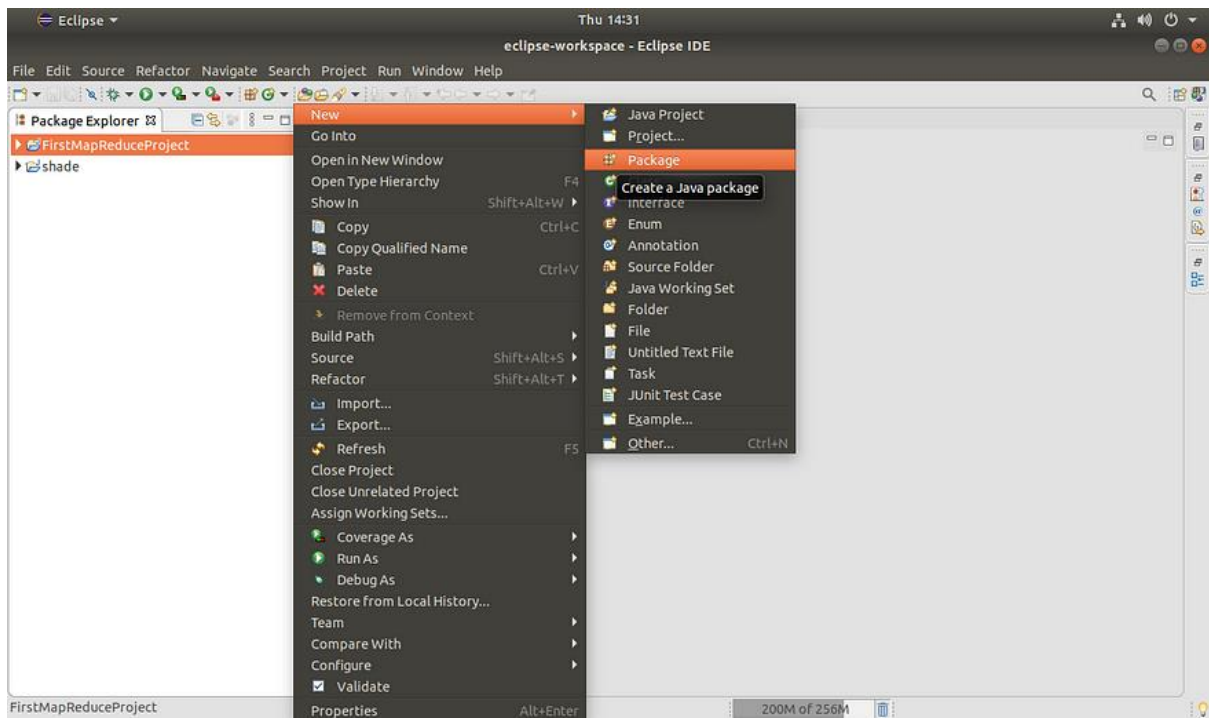 Eclipse
Thu 14:31
eclipse-workspace - Eclipse IDE
File Edit Source Refactor Navigate Search Project Run Window Help
Package Explorer
FirstMapReduceProject
shade
New
Go Into
Open in New Window
Open Type Hierarchy F4
Show In Shift+Alt+W
Copy Ctrl+C
Copy Qualified Name
Paste Ctrl+V
Delete
Remove from Context
Build Path
Source Shift+Alt+S
Refactor Shift+Alt+T
Import...
Export...
Refresh F5
Close Project
Close Unrelated Project
Assign Working Sets...
Coverage As
Run As
Debug As
Restore from Local History...
Team
Compare With
Configure
Validate
Properties Alt+Enter
Java Project
Project...
Package
Create a Java package
Interface
Enum
Annotation
Source Folder
Java Working Set
Folder
File
Untitled Text File
Task
JUnit Test Case
Example...
Other... Ctrl+N
FirstMapReduceProject
200M of 256M